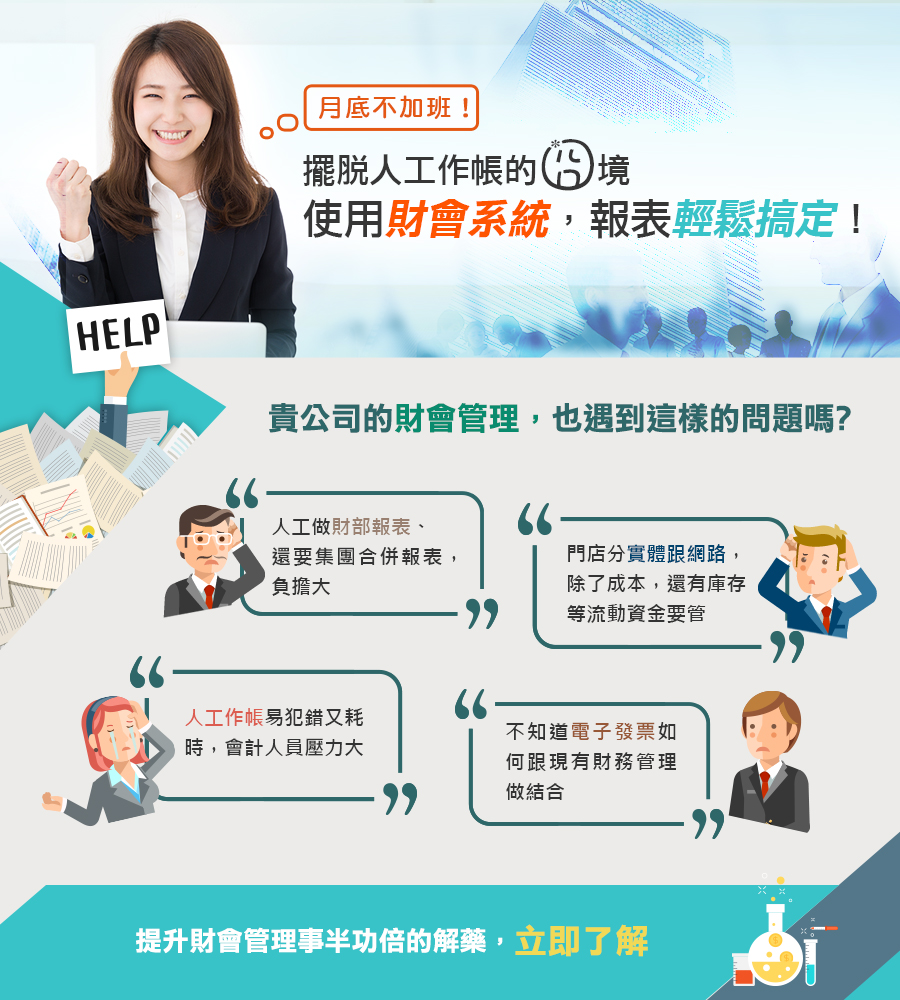 月底不加班！
擺脫人工作帳的囧境
使用財會系統，報表輕鬆搞定！
HELP
貴公司的財會管理，也遇到這樣的問題嗎?
人工做財部報表、
還要集團合併報表，
負擔大
門店分實體跟網路，
除了成本，還有庫存
等流動資金要管
人工作帳易犯錯又耗
時，會計人員壓力大
不知道電子發票如
何跟現有財務管理
做結合
提升財會管理事半功倍的解藥，立即了解